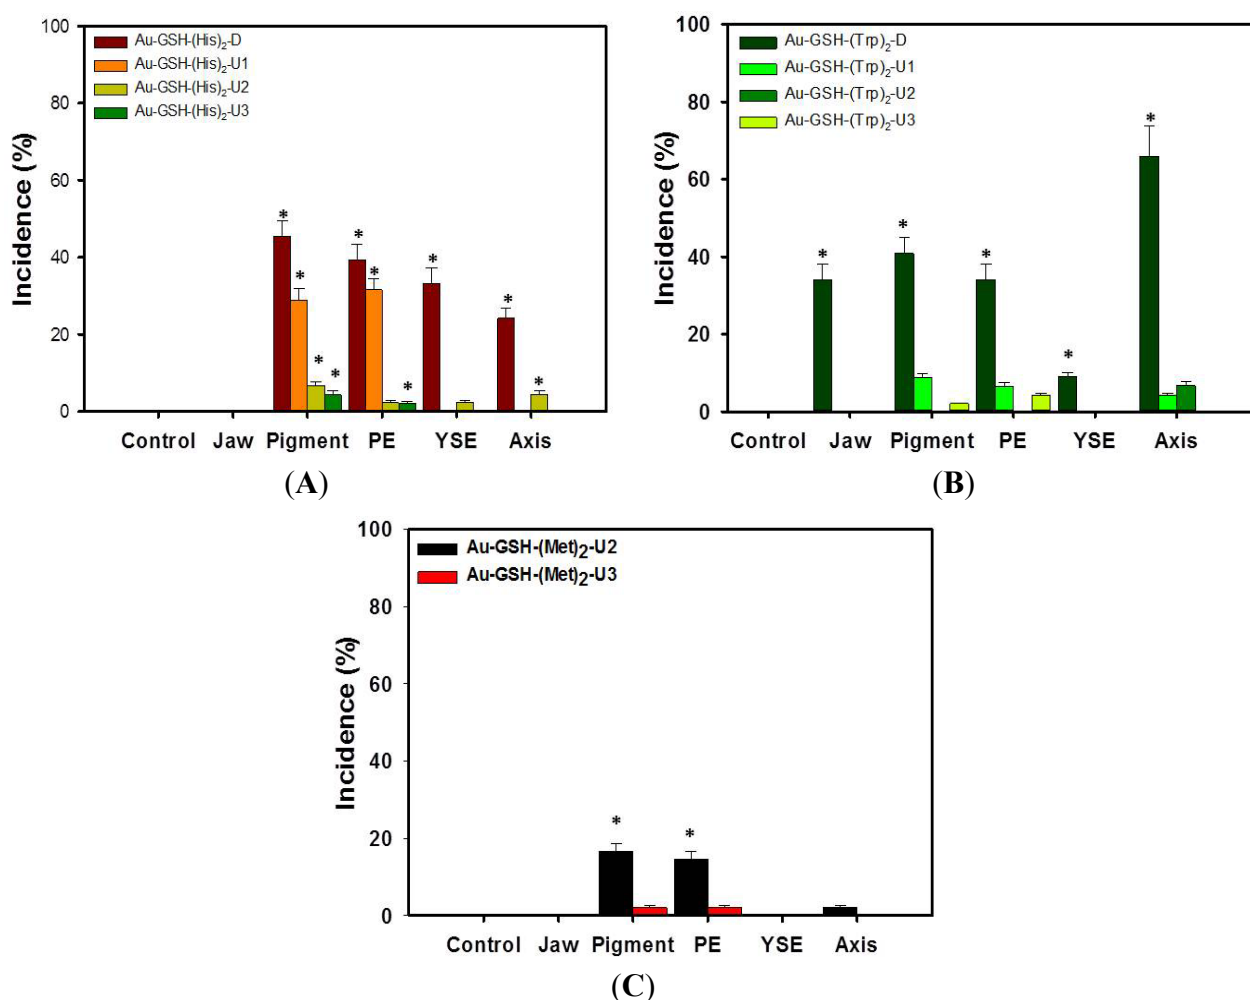 100
80
60
40
20
0
Incidence (%)
Au-GSH-(His)₂-D
Au-GSH-(His)₂-U1
Au-GSH-(His)₂-U2
Au-GSH-(His)₂-U3
* * * * * * * * * *
Control Jaw Pigment PE YSE Axis
(A)
100
80
60
40
20
0
Incidence (%)
Au-GSH-(Trp)₂-D
Au-GSH-(Trp)₂-U1
Au-GSH-(Trp)₂-U2
Au-GSH-(Trp)₂-U3
* * * * *
Control Jaw Pigment PE YSE Axis
(B)
100
80
60
40
20
0
Incidence (%)
Au-GSH-(Met)₂-U2
Au-GSH-(Met)₂-U3
* *
Control Jaw Pigment PE YSE Axis
(C)